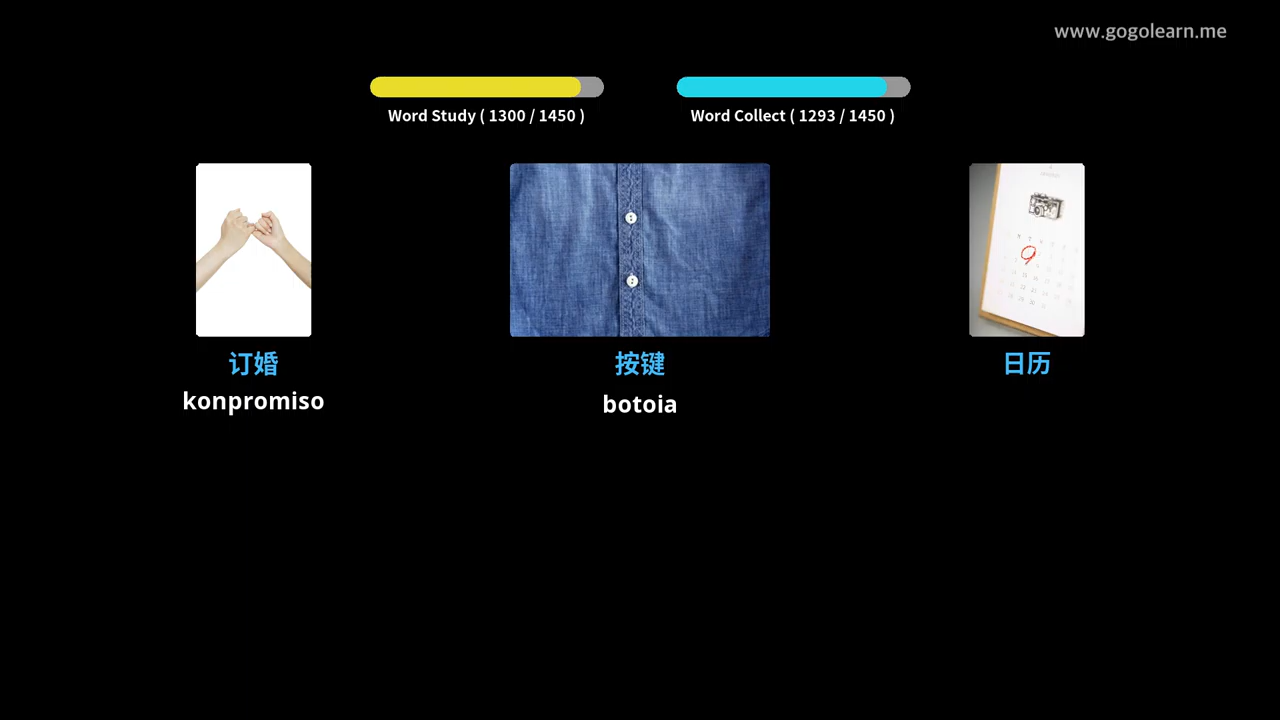 www.gogolearn.me
Word Study ( 1300 / 1450 )
Word Collect ( 1293 / 1450 )
订婚
按键
日历
konpromiso
botoia